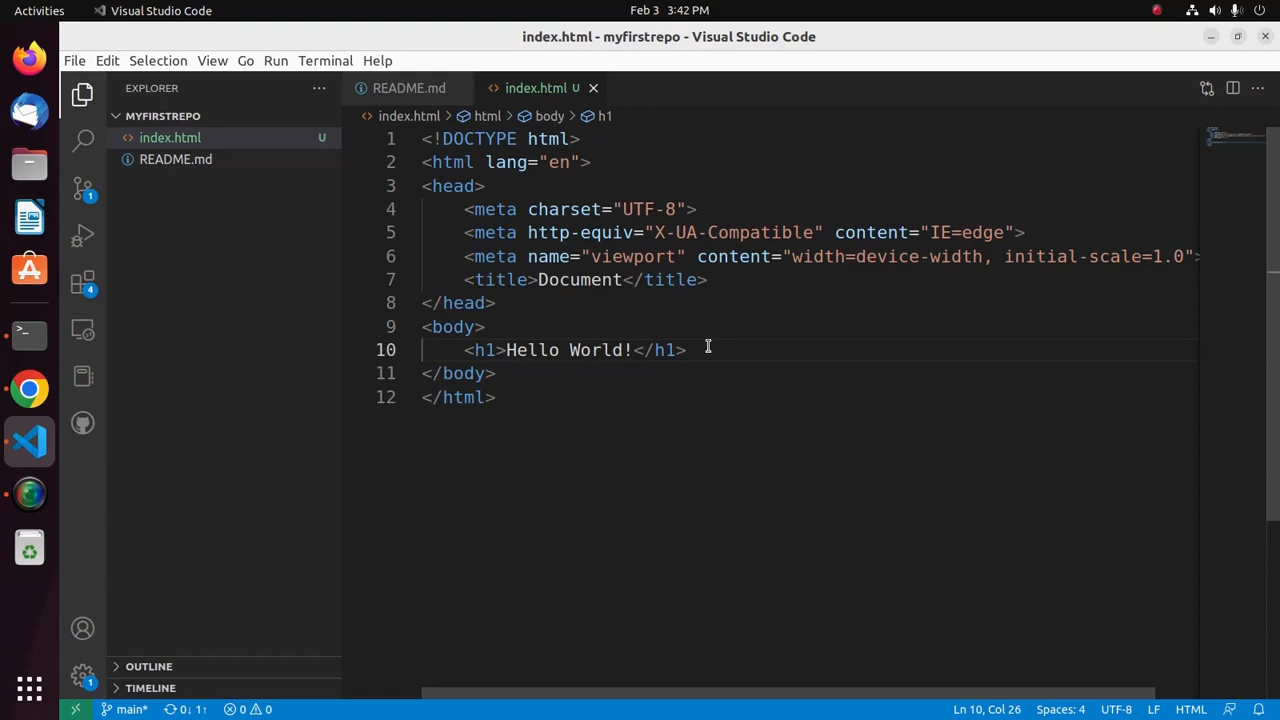 Activities
Visual Studio Code
Feb 3 3:42 PM
index.html - myfirstrepo - Visual Studio Code
File Edit Selection View Go Run Terminal Help
EXPLORER
README.md
index.html U
MYFIRSTREPO
index.html > html > body > h1
index.html U
README.md
1 <!DOCTYPE html>
2 <html lang="en">
3 <head>
4 <meta charset="UTF-8">
5 <meta http-equiv="X-UA-Compatible" content="IE=edge">
6 <meta name="viewport" content="width=device-width, initial-scale=1.0">
7 <title>Document</title>
8 </head>
9 <body>
10 <h1>Hello World!</h1>
11 </body>
12 </html>
1
4
1
OUTLINE
TIMELINE
main* 0↓ 1↑ 0 0 Ln 10, Col 26 Spaces: 4 UTF-8 LF HTML